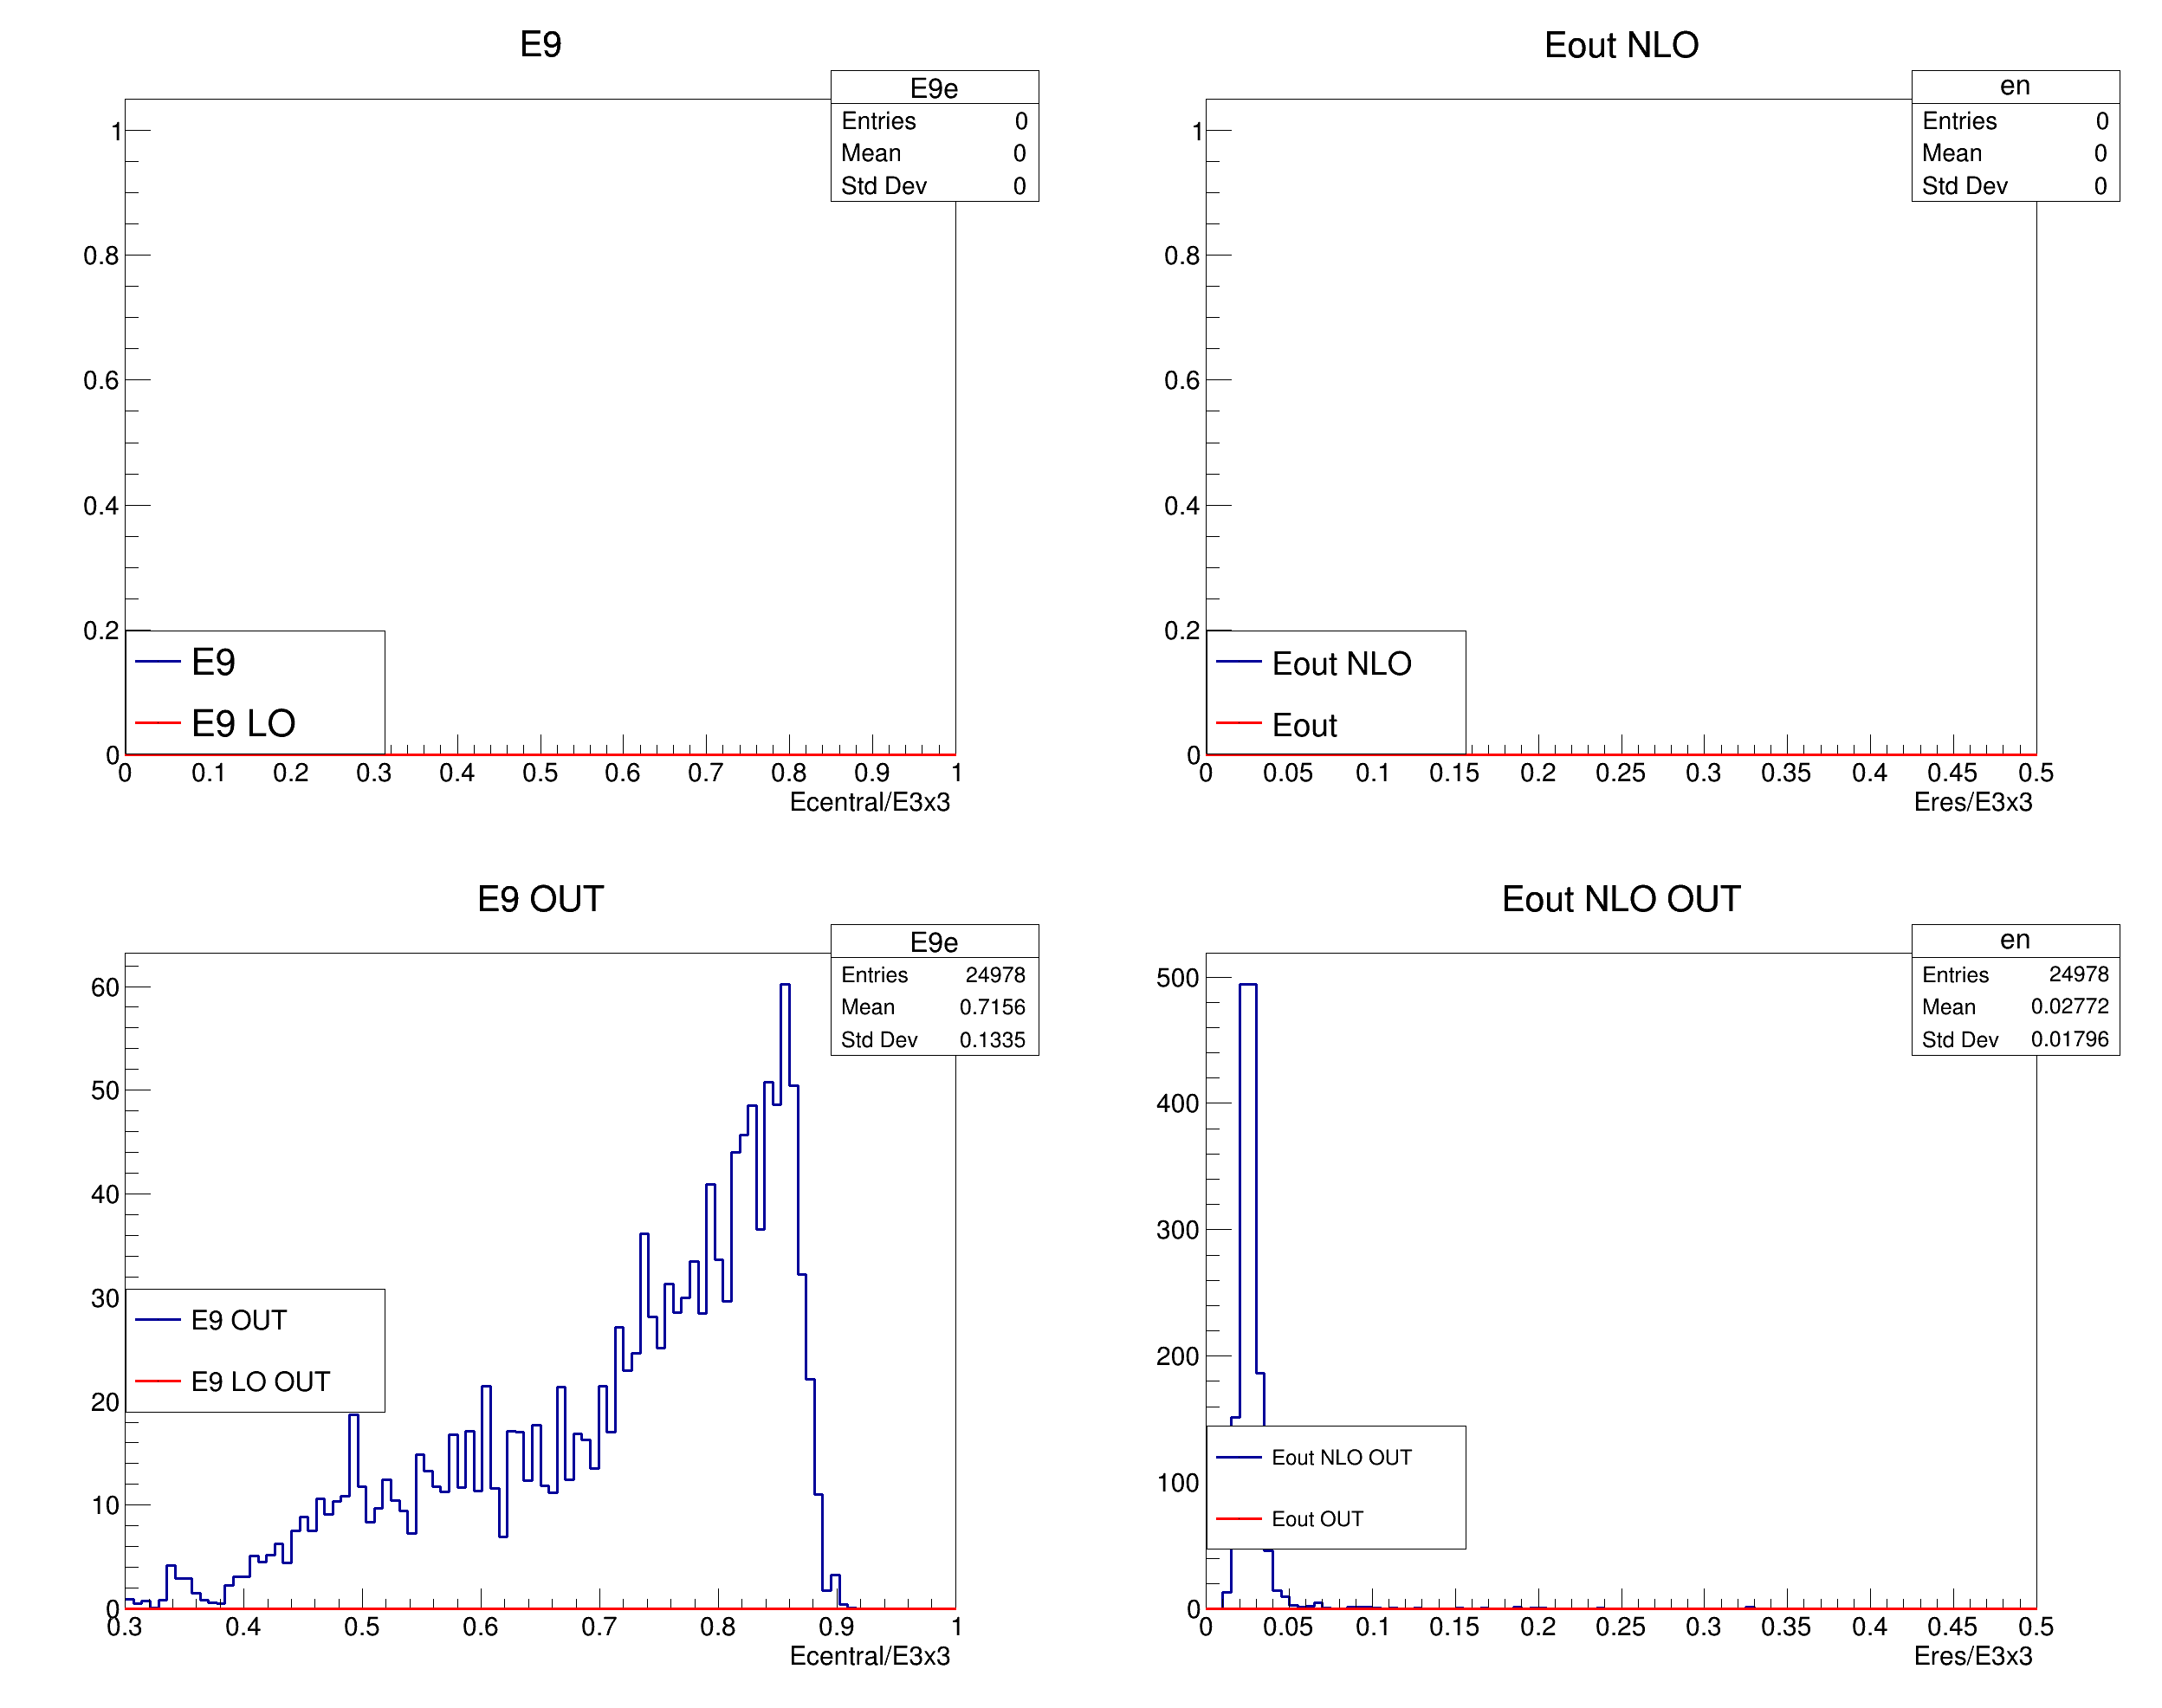 E9
E9e
Entries 0
Mean 0
Std Dev 0
1
0.8
0.6
0.4
0.2
0
E9
E9 LO
0 0.1 0.2 0.3 0.4 0.5 0.6 0.7 0.8 0.9 1
Ecentral/E3x3
Eout NLO
en
Entries 0
Mean 0
Std Dev 0
1
0.8
0.6
0.4
0.2
0
Eout NLO
Eout
0 0.05 0.1 0.15 0.2 0.25 0.3 0.35 0.4 0.45 0.5
Eres/E3x3
E9 OUT
E9e
Entries 24978
Mean 0.7156
Std Dev 0.1335
60
50
40
30
20
10
0
E9 OUT
E9 LO OUT
0.3 0.4 0.5 0.6 0.7 0.8 0.9 1
Ecentral/E3x3
Eout NLO OUT
en
Entries 24978
Mean 0.02772
Std Dev 0.01796
500
400
300
200
100
0
Eout NLO OUT
Eout OUT
0 0.05 0.1 0.15 0.2 0.25 0.3 0.35 0.4 0.45 0.5
Eres/E3x3